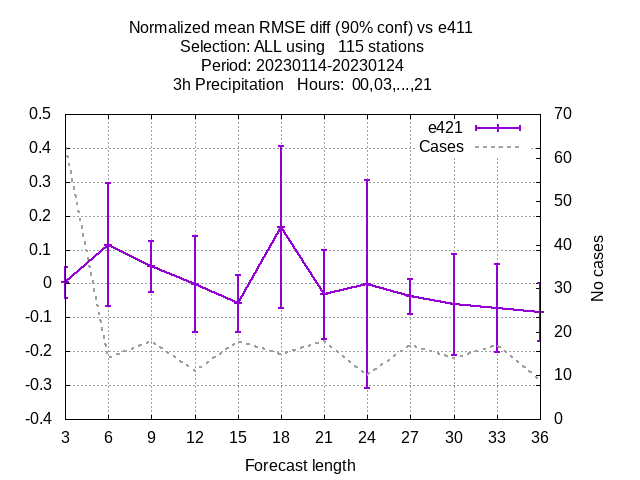 Normalized mean RMSE diff (90% conf) vs e411
Selection: ALL using   115 stations
Period: 20230114-20230124
3h Precipitation   Hours:  00,03,...,21
e421
Cases
0.5
0.4
0.3
0.2
0.1
0
-0.1
-0.2
-0.3
-0.4
70
60
50
40
30
20
10
0
No cases
3 6 9 12 15 18 21 24 27 30 33 36
Forecast length